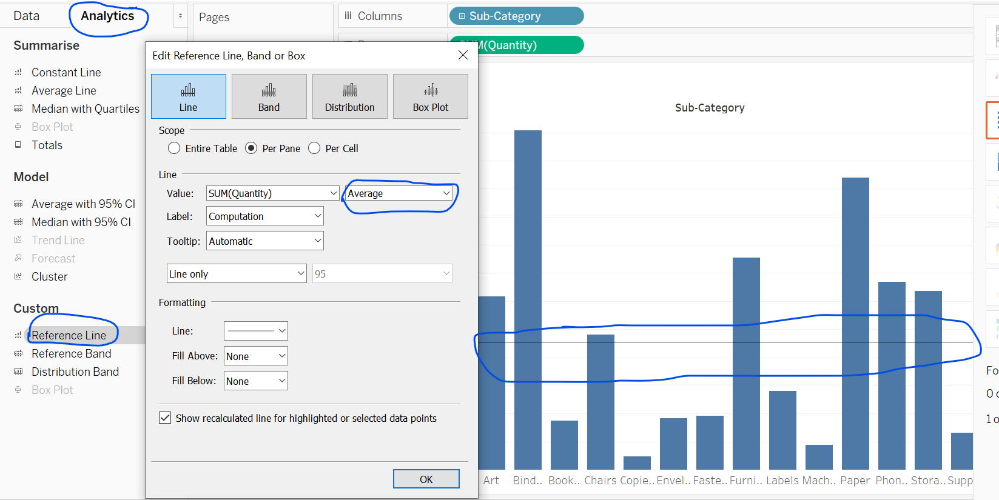 Data
Analytics
Pages
Columns
Sub-Category
Summarise
Constant Line
Average Line
Median with Quartiles
Box Plot
Totals
Model
Average with 95% CI
Median with 95% CI
Trend Line
Forecast
Cluster
Custom
Reference Line
Reference Band
Distribution Band
Box Plot
Edit Reference Line, Band or Box
Line
Band
Distribution
Box Plot
Scope
Entire Table
Per Pane
Per Cell
Line
Value:
SUM(Quantity)
Average
Label:
Computation
Tooltip:
Automatic
Line only
95
Formatting
Line:
Fill Above:
None
Fill Below:
None
Show recalculated line for highlighted or selected data points
OK
M(Quantity)
Sub-Category
Art
Bind..
Book..
Chairs
Copie..
Envel..
Faste..
Furni..
Labels
Mach..
Paper
Phon..
Stora..
Supp
Fo
0
1